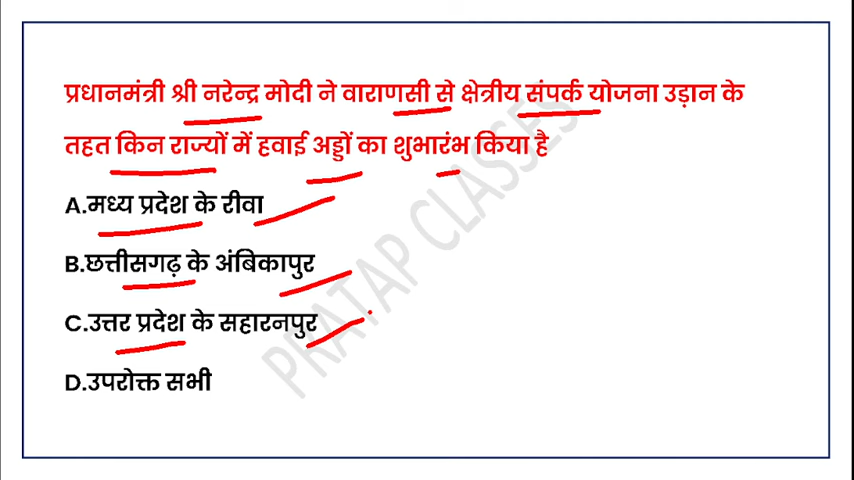 प्रधानमंत्री श्री नरेन्द्र मोदी ने वाराणसी से क्षेत्रीय संपर्क योजना उड़ान के
तहत किन राज्यों में हवाई अड्डों का शुभारंभ किया है
A.मध्य प्रदेश के रीवा
B.छत्तीसगढ़ के अंबिकापुर
C.उत्तर प्रदेश के सहारनपुर
D.उपरोक्त सभी
PRATAP CLASSES